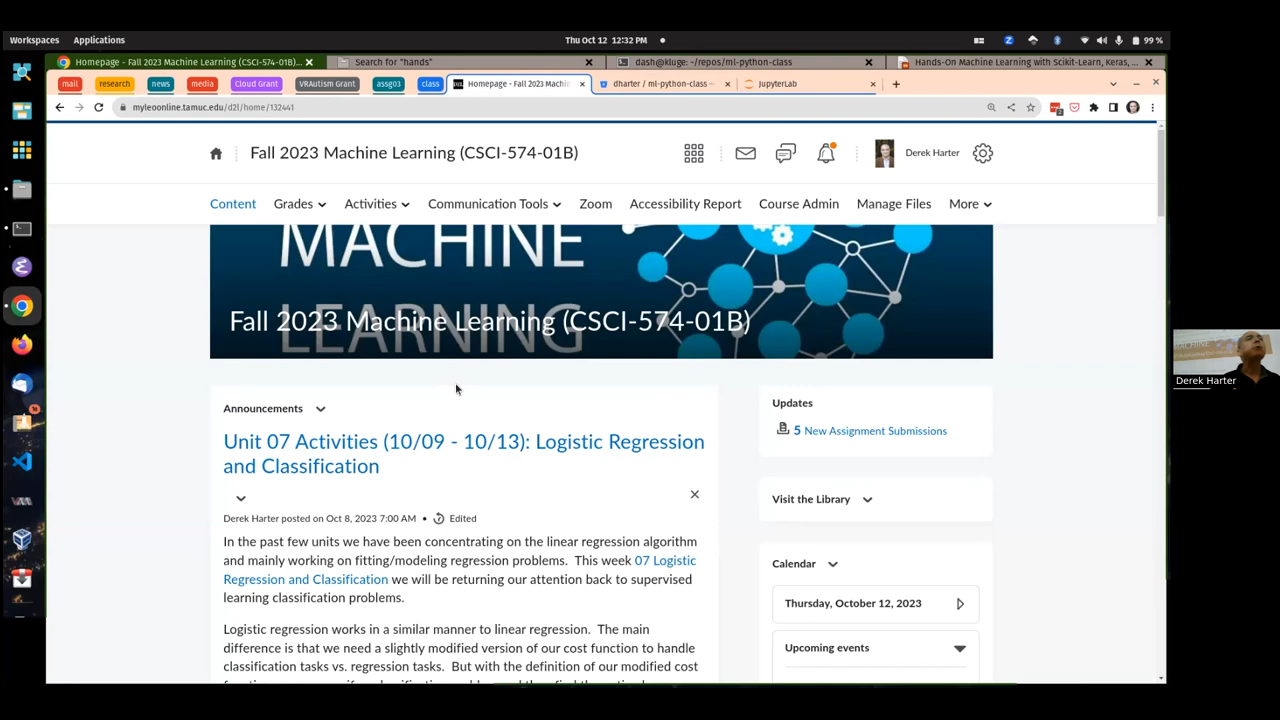 Workspaces Applications Thu Oct 12 12:32 PM 99 %
Homepage - Fall 2023 Machine Learning (CSCI-574-01B)... Search for "hands" dash@kluge: ~/repos/ml-python-class Hands-On Machine Learning with Scikit-Learn, Keras, ...
mail research news media Cloud Grant VRAutism Grant assg03 class Homepage - Fall 2023 Machin dharter / ml-python-class — JupyterLab
myleoonline.tamuc.edu/d2l/home/132441
Fall 2023 Machine Learning (CSCI-574-01B) Derek Harter
Content Grades Activities Communication Tools Zoom Accessibility Report Course Admin Manage Files More
MACHINE
LEARNING
Fall 2023 Machine Learning (CSCI-574-01B)
Derek Harter
Announcements
Unit 07 Activities (10/09 - 10/13): Logistic Regression
and Classification
Derek Harter posted on Oct 8, 2023 7:00 AM • Edited
In the past few units we have been concentrating on the linear regression algorithm
and mainly working on fitting/modeling regression problems. This week 07 Logistic
Regression and Classification we will be returning our attention back to supervised
learning classification problems.
Logistic regression works in a similar manner to linear regression. The main
difference is that we need a slightly modified version of our cost function to handle
classification tasks vs. regression tasks. But with the definition of our modified cost
Updates
5 New Assignment Submissions
Visit the Library
Calendar
Thursday, October 12, 2023
Upcoming events